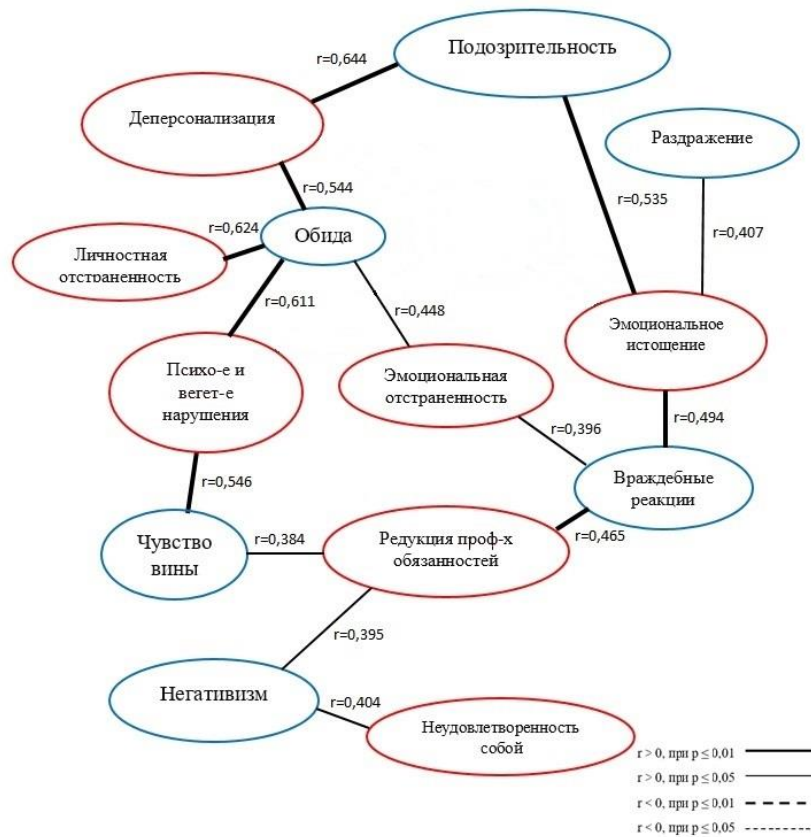 Подозрительность
r=0,644
Деперсонализация
Раздражение
r=0,544
r=0,535
r=0,624
Обида
r=0,407
Личностная
отстраненность
r=0,611
r=0,448
Эмоциональное
истощение
Психо-е и
вегет-е
нарушения
Эмоциональная
отстраненность
r=0,494
r=0,396
r=0,546
Враждебные
реакции
Чувство
вины
r=0,384
Редукция проф-х
обязанностей
r=0,465
r=0,395
Негативизм
r=0,404
Неудовлетворенность
собой
r > 0, при p ≤ 0,01
r > 0, при p ≤ 0,05
r < 0, при p ≤ 0,01
r < 0, при p ≤ 0,05